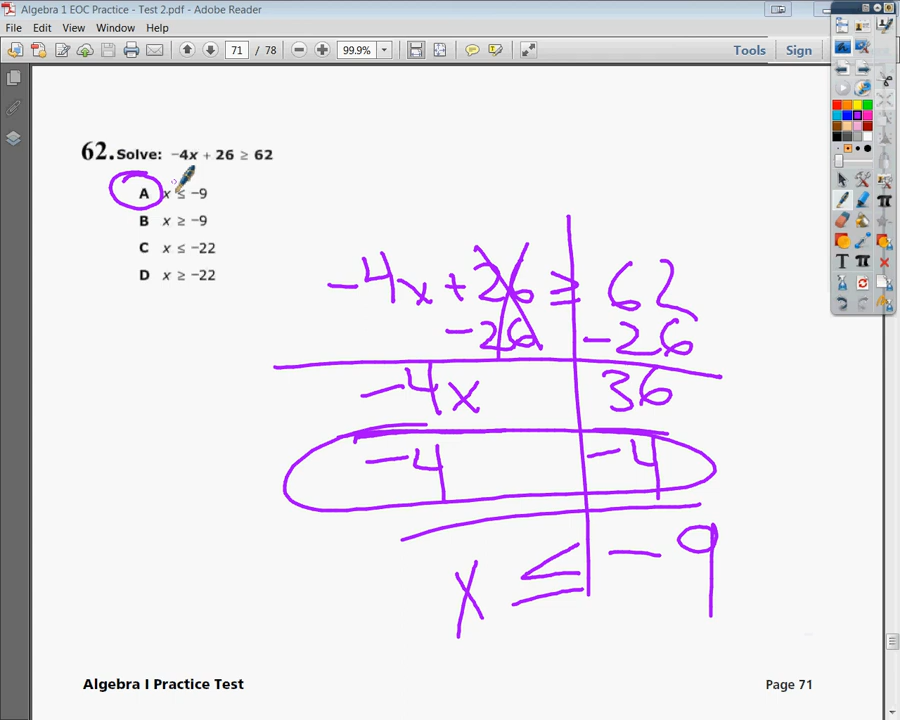 Algebra 1 EOC Practice - Test 2.pdf - Adobe Reader
File Edit View Window Help
71 / 78 99.9% Tools Sign
62. Solve: −4x + 26 ≥ 62
A x ≤ −9
B x ≥ −9
C x ≤ −22
D x ≥ −22
−4x + 26 ≥ 62
−26 −26
−4x 36
−4 −4
x ≤ −9
Algebra I Practice Test Page 71